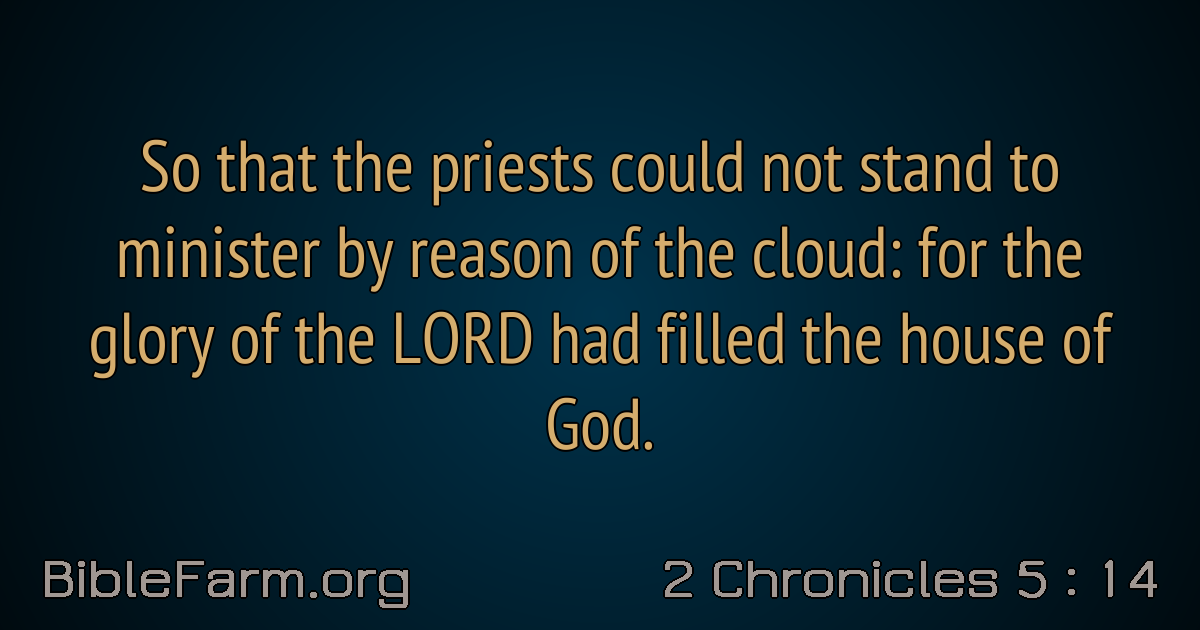 So that the priests could not stand to
minister by reason of the cloud: for the
glory of the LORD had filled the house of
God.
BibleFarm.org
2 Chronicles 5 : 14